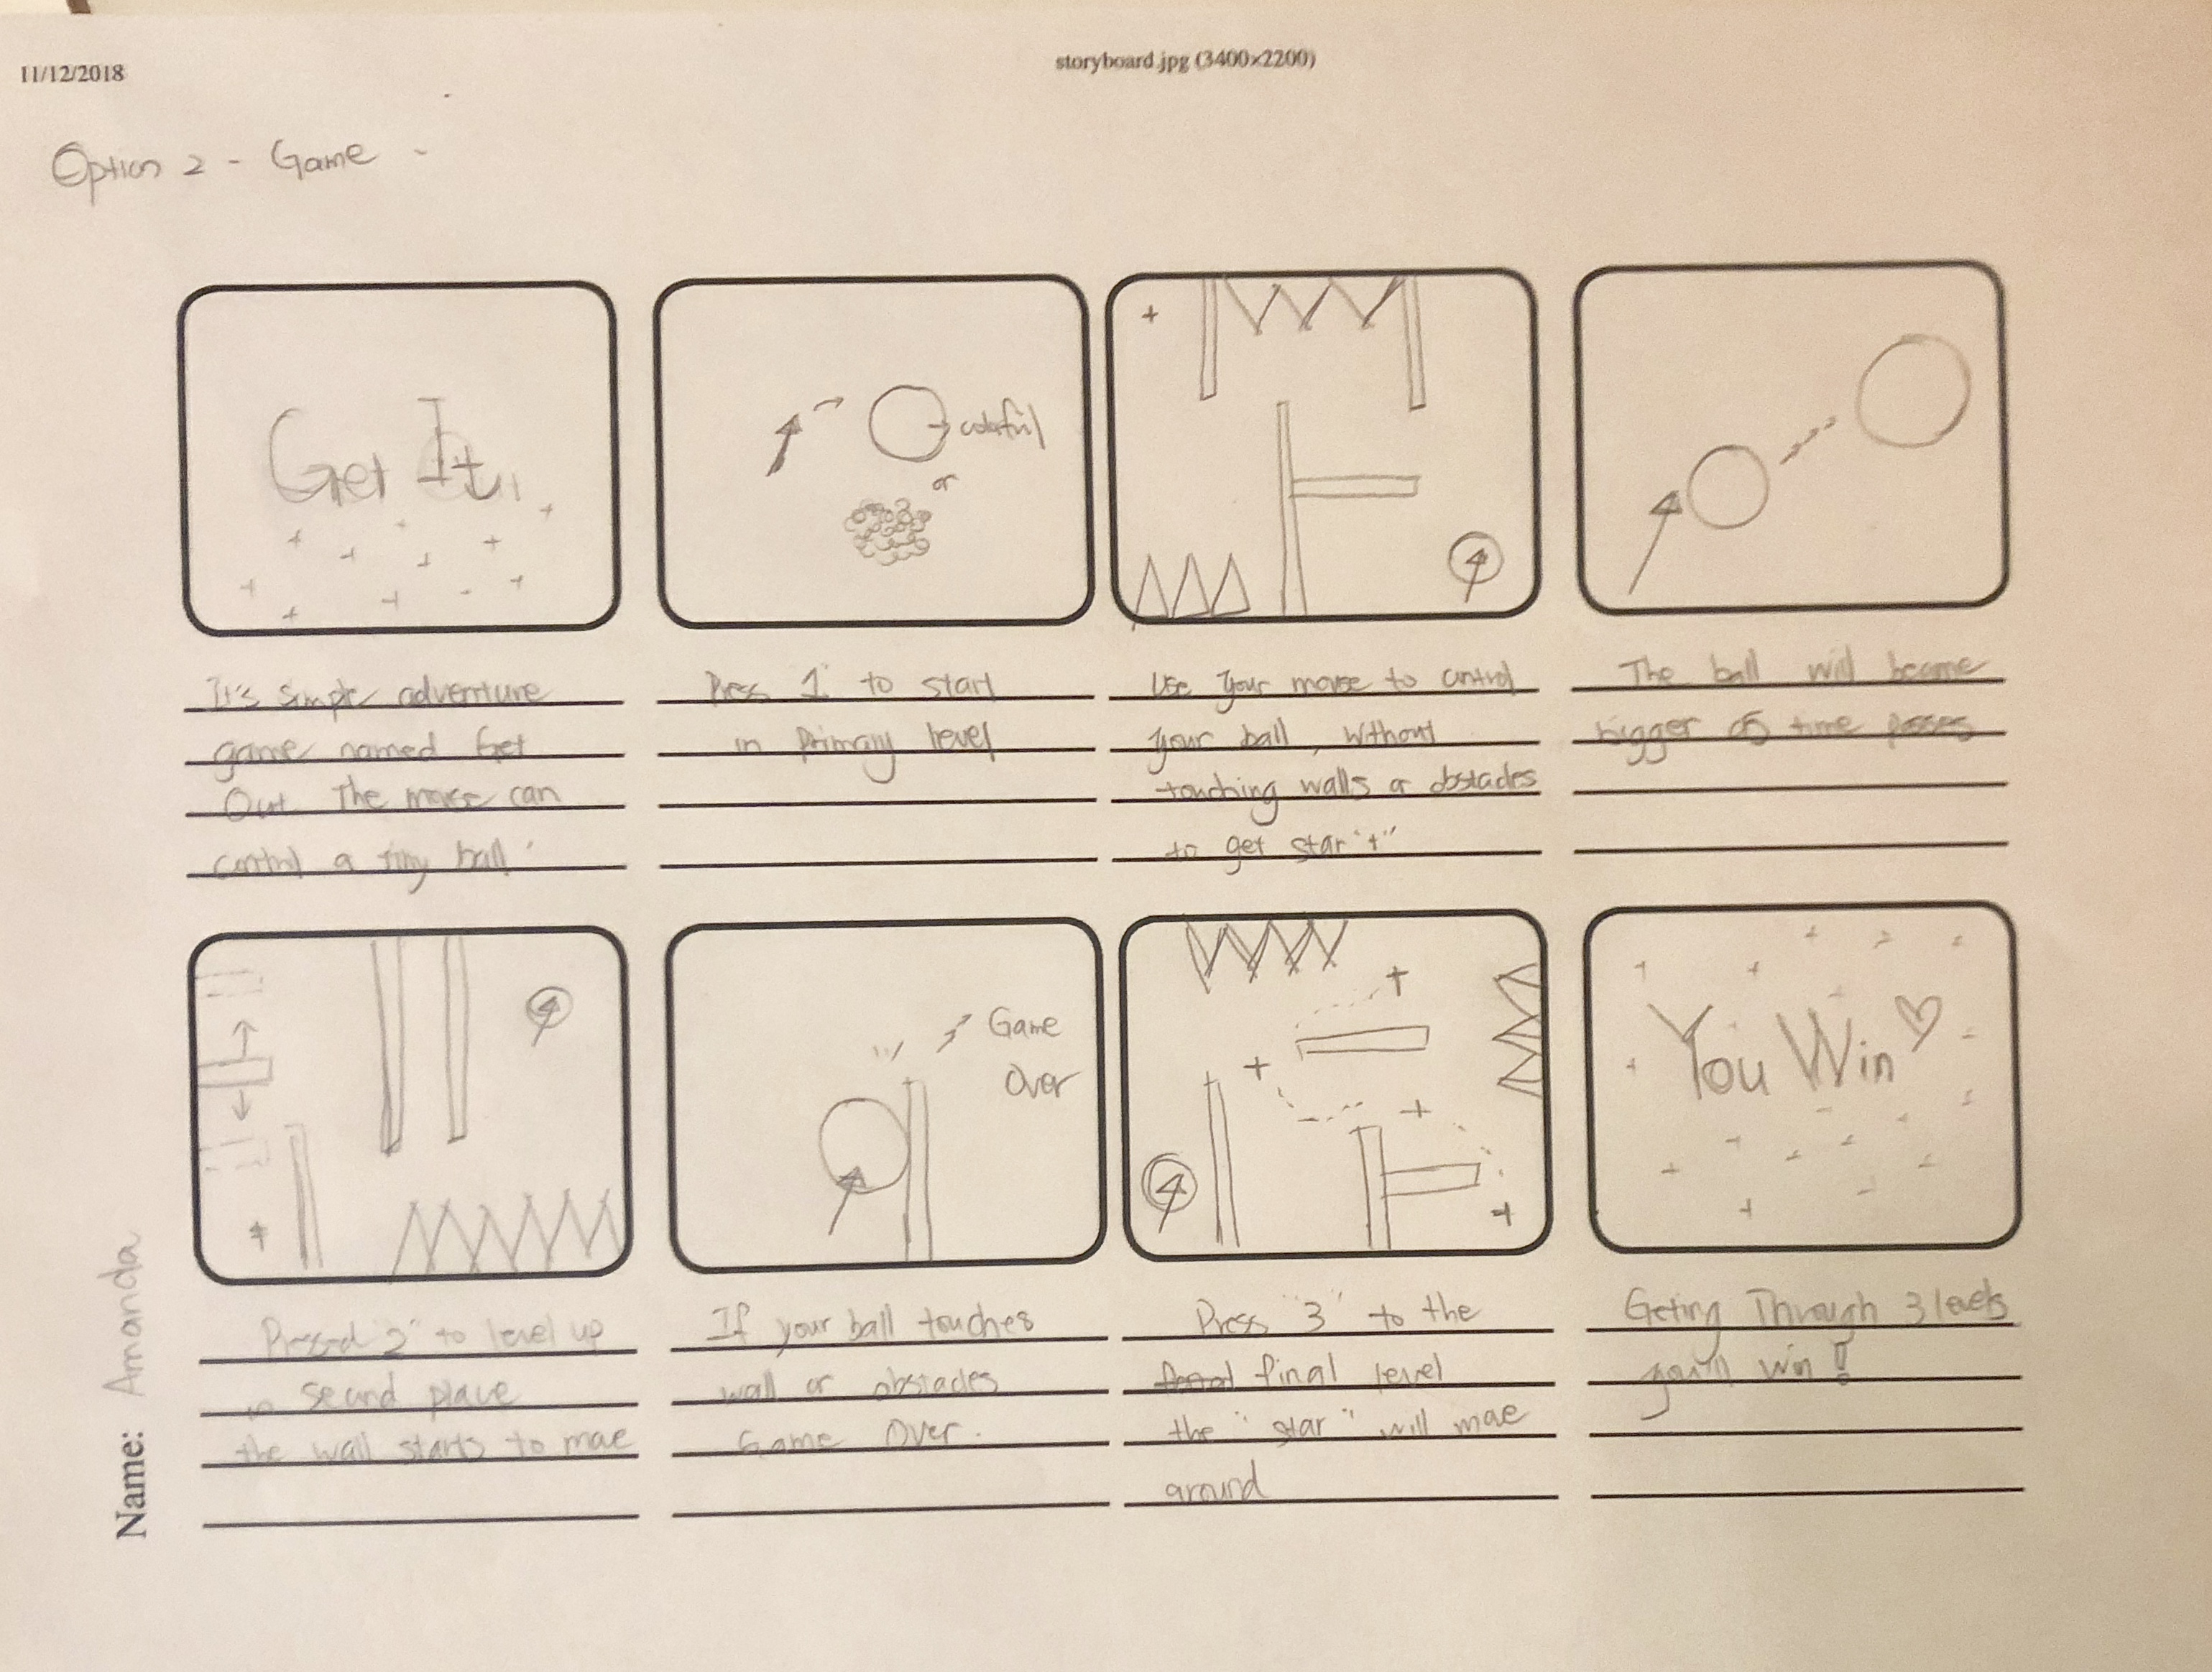 11/12/2018
storyboard.jpg (3400×2200)
Option 2 - Game -
Get It
colorful
or
It's simple adventure
game named Get
Out The mouse can
control a tiny ball
Press "1" to start
in Primary level
Use your mouse to control
your ball, without
touching walls or obstacles
to get star "+"
The ball will become
bigger as time passes
Game
Over
You Win
Pressed "2" to level up
in second place
the wall starts to move
If your ball touches
wall or obstacles
Game Over.
Press "3" to the
final level
the "star" will move
around
Geting Through 3 levels
you'll win!
Name: Amanda